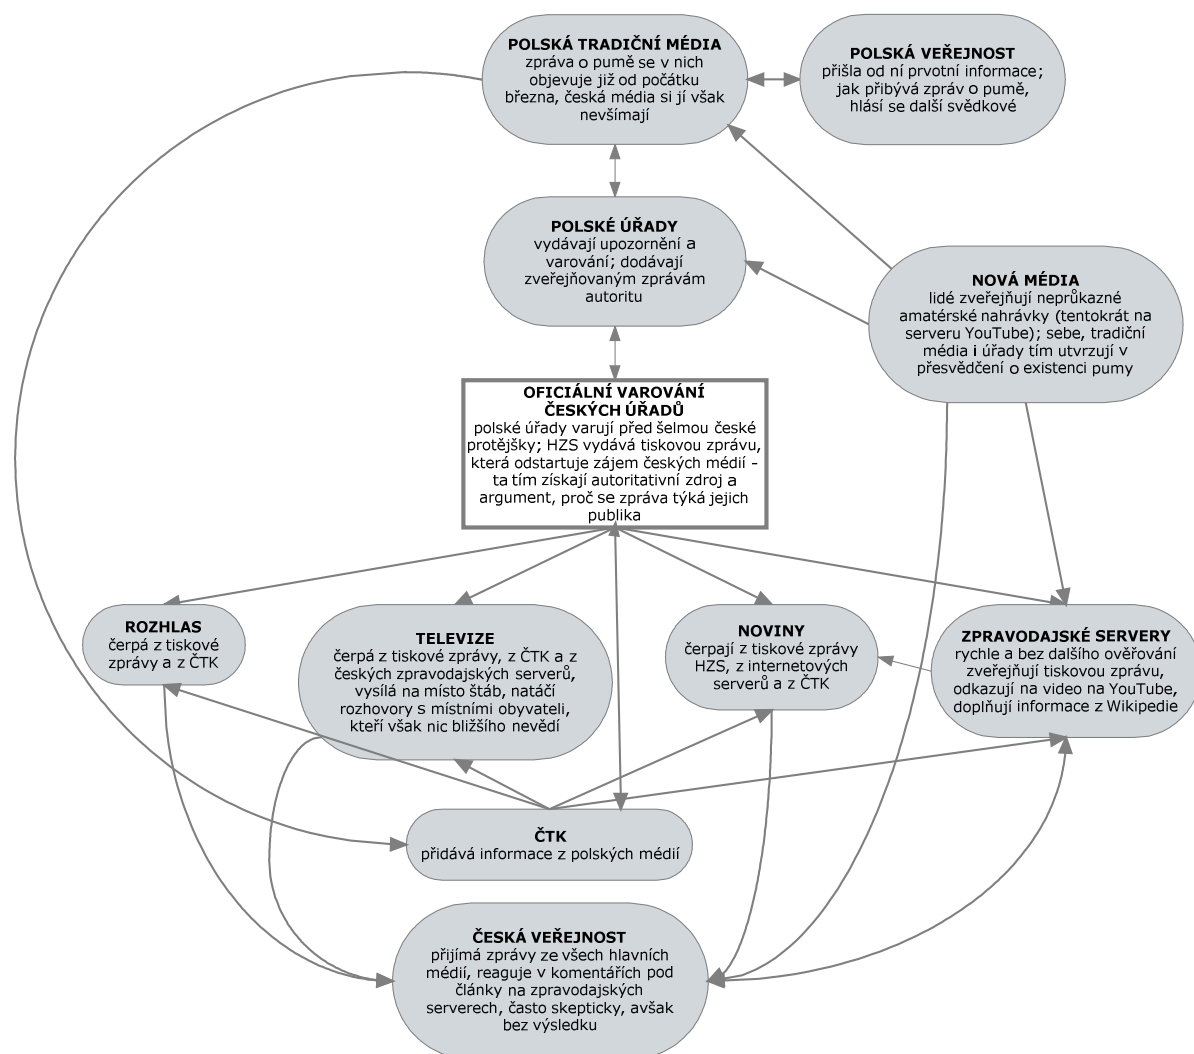 POLSKÁ TRADIČNÍ MÉDIA
zpráva o pumě se v nich
objevuje již od počátku
března, česká média si jí však
nevšímají
POLSKÁ VEŘEJNOST
přišla od ní prvotní informace;
jak přibývá zpráv o pumě,
hlásí se další svědkové
POLSKÉ ÚŘADY
vydávají upozornění a
varování; dodávají
zveřejňovaným zprávám
autoritu
NOVÁ MÉDIA
lidé zveřejňují neprůkazné
amatérské nahrávky (tentokrát na
serveru YouTube); sebe, tradiční
média i úřady tím utvrzují v
přesvědčení o existenci pumy
OFICIÁLNÍ VAROVÁNÍ
ČESKÝCH ÚŘADŮ
polské úřady varují před šelmou české
protějšky; HZS vydává tiskovou zprávu,
která odstartuje zájem českých médií -
ta tím získají autoritativní zdroj a
argument, proč se zpráva týká jejich
publika
ROZHLAS
čerpá z tiskové
zprávy a z ČTK
TELEVIZE
čerpá z tiskové zprávy, z ČTK a z
českých zpravodajských serverů,
vysílá na místo štáb, natáčí
rozhovory s místními obyvateli,
kteří však nic bližšího nevědí
NOVINY
čerpají z tiskové zprávy
HZS, z internetových
serverů a z ČTK
ZPRAVODAJSKÉ SERVERY
rychle a bez dalšího ověřování
zveřejňují tiskovou zprávu,
odkazují na video na YouTube,
doplňují informace z Wikipedie
ČTK
přidává informace z polských médií
ČESKÁ VEŘEJNOST
přijímá zprávy ze všech hlavních
médií, reaguje v komentářích pod
články na zpravodajských
serverech, často skepticky, avšak
bez výsledku